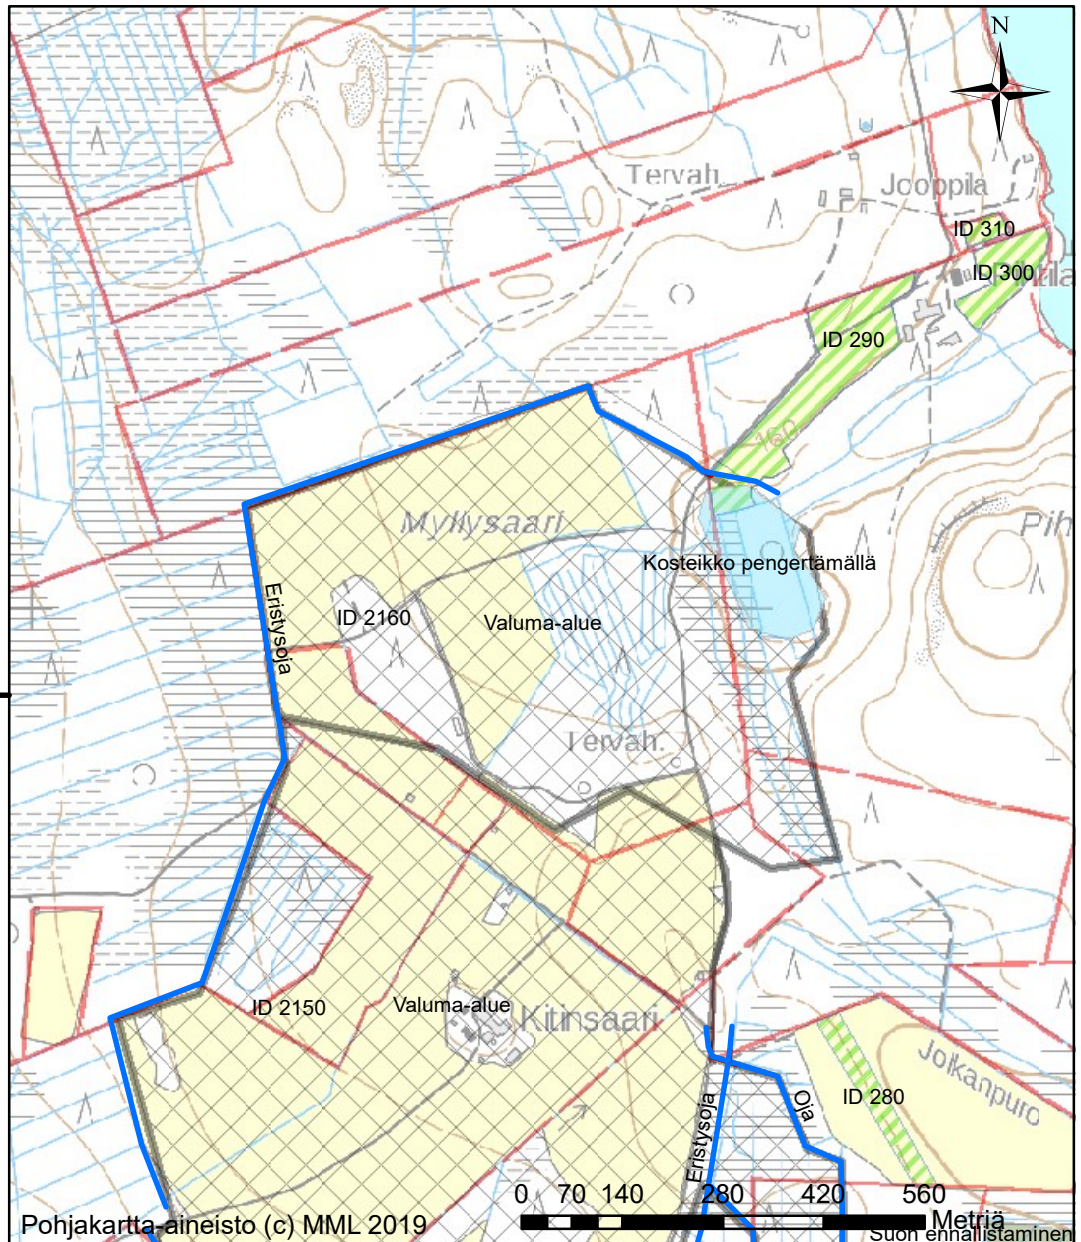 N
Tervah.
Jooppila
ID 310
ID 300
ID 290
160
Myllysaari
Pih
Kosteikko pengertämällä
Eristysoja
ID 2160
Valuma-alue
Tervah.
ID 2150
Valuma-alue
Kitinsaari
Jolkanpuro
ID 280
Oja
Eristysoja
0 70 140 280 420 560
Metriä
Pohjakartta-aineisto (c) MML 2019
Suon ennallistaminen